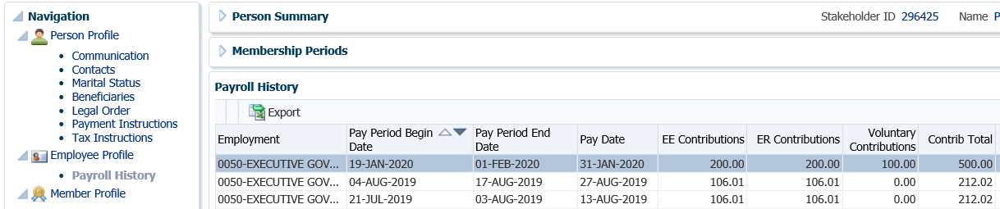 Navigation
Person Profile
Communication
Contacts
Marital Status
Beneficiaries
Legal Order
Payment Instructions
Tax Instructions
Employee Profile
Payroll History
Member Profile
Person Summary
Stakeholder ID 296425 Name P
Membership Periods
Payroll History
Export
Employment Pay Period Begin Date Pay Period End Date Pay Date EE Contributions ER Contributions Voluntary Contributions Contrib Total
0050-EXECUTIVE GOV... 19-JAN-2020 01-FEB-2020 31-JAN-2020 200.00 200.00 100.00 500.00
0050-EXECUTIVE GOV... 04-AUG-2019 17-AUG-2019 27-AUG-2019 106.01 106.01 0.00 212.02
0050-EXECUTIVE GOV... 21-JUL-2019 03-AUG-2019 13-AUG-2019 106.01 106.01 0.00 212.02